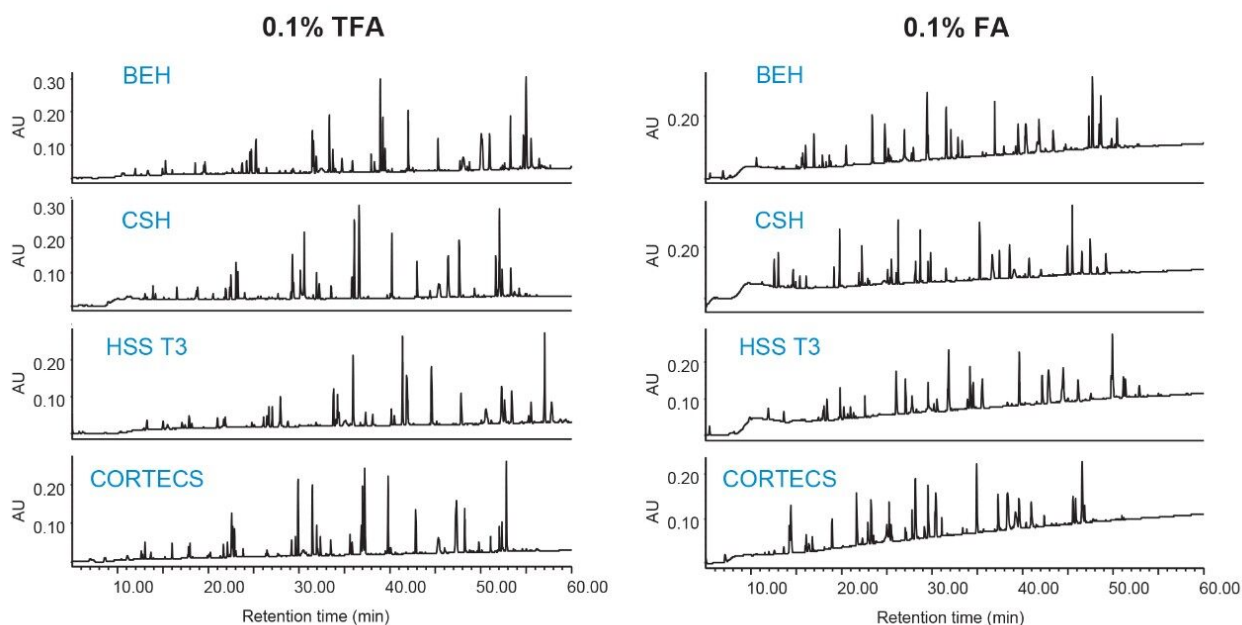 0.1% TFA
BEH
0.30
0.20
0.10
AU
CSH
0.30
0.20
0.10
AU
HSS T3
0.20
0.10
AU
CORTECS
0.20
0.10
AU
10.00 20.00 30.00 40.00 50.00 60.00
Retention time (min)
0.1% FA
BEH
0.20
AU
CSH
0.20
AU
HSS T3
0.20
0.10
AU
CORTECS
0.20
0.10
AU
10.00 20.00 30.00 40.00 50.00 60.00
Retention time (min)